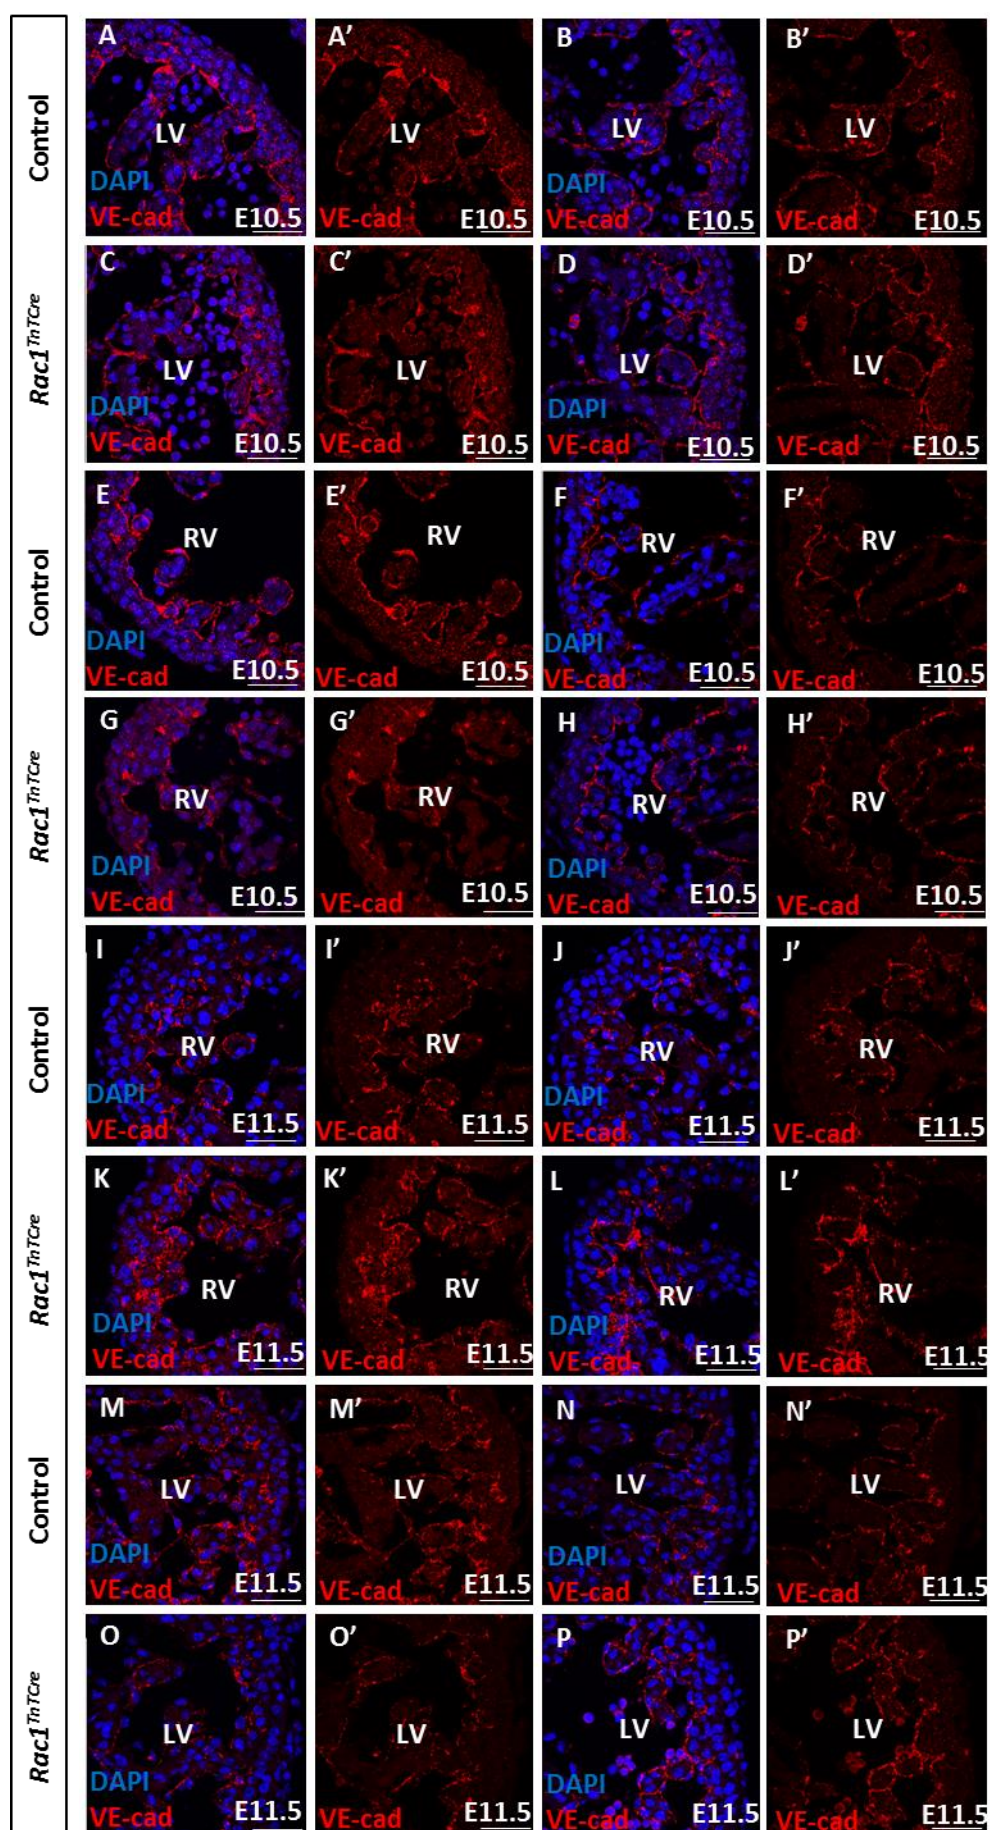 Control
A
LV
DAPI
VE-cad
E10.5
A’
LV
VE-cad
E10.5
B
LV
DAPI
VE-cad
E10.5
B’
LV
VE-cad
E10.5
Rac1TnTCre
C
LV
DAPI
VE-cad
E10.5
C’
LV
VE-cad
E10.5
D
LV
DAPI
VE-cad
E10.5
D’
LV
VE-cad
E10.5
Control
E
RV
DAPI
VE-cad
E10.5
E’
RV
VE-cad
E10.5
F
RV
DAPI
VE-cad
E10.5
F’
RV
VE-cad
E10.5
Rac1TnTCre
G
RV
DAPI
VE-cad
E10.5
G’
RV
VE-cad
E10.5
H
RV
DAPI
VE-cad
E10.5
H’
RV
VE-cad
E10.5
Control
I
RV
DAPI
VE-cad
E11.5
I’
RV
VE-cad
E11.5
J
RV
DAPI
VE-cad
E11.5
J’
RV
VE-cad
E11.5
Rac1TnTCre
K
RV
DAPI
VE-cad
E11.5
K’
RV
VE-cad
E11.5
L
RV
DAPI
VE-cad
E11.5
L’
RV
VE-cad
E11.5
Control
M
LV
DAPI
VE-cad
E11.5
M’
LV
VE-cad
E11.5
N
LV
DAPI
VE-cad
E11.5
N’
LV
VE-cad
E11.5
Rac1TnTCre
O
LV
DAPI
VE-cad
E11.5
O’
LV
VE-cad
E11.5
P
LV
DAPI
VE-cad
E11.5
P’
LV
VE-cad
E11.5